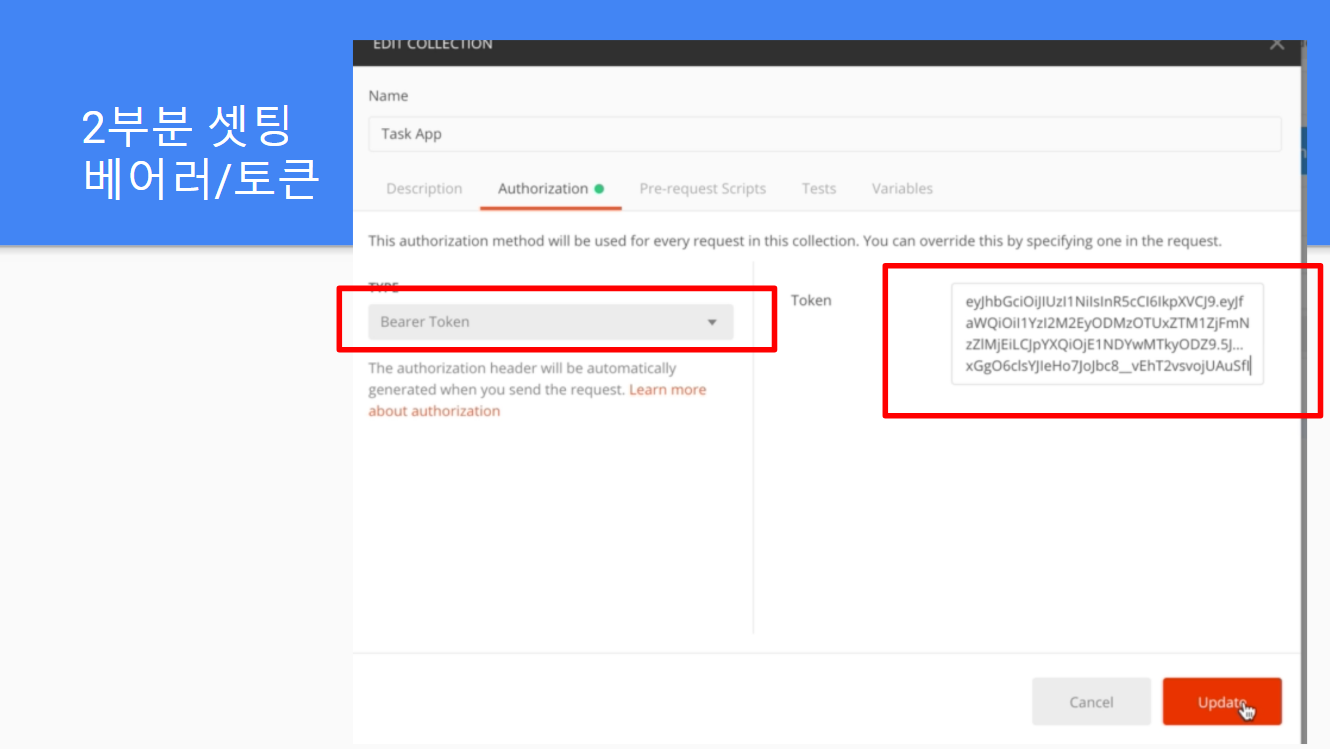 2부분 셋팅
베어러/토큰
EDIT COLLECTION
Name
Task App
Description Authorization Pre-request Scripts Tests Variables
This authorization method will be used for every request in this collection. You can override this by specifying one in the request.
TYPE
Bearer Token
The authorization header will be automatically
generated when you send the request. Learn more
about authorization
Token
eyJhbGciOiJIUzI1NiIsInR5cCI6IkpXVCJ9.eyJf
aWQiOiI1YzI2M2EyODMzOTUxZTM1ZjFmN
zZlMjEiLCJpYXQiOjE1NDYwMTkyODZ9.5J...
xGgO6clsYJIeHo7JoJbc8__vEhT2vsvojUAuSfI
Cancel
Update